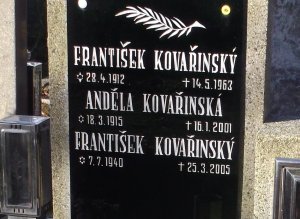 FRANTIŠEK KOVAŘINSKÝ
✡ 28.4.1912 † 14.5.1963
ANDĚLA KOVAŘINSKÁ
✡ 18.3.1915 † 16.1.2001
FRANTIŠEK KOVAŘINSKÝ
✡ 7.7.1940 † 25.3.2005